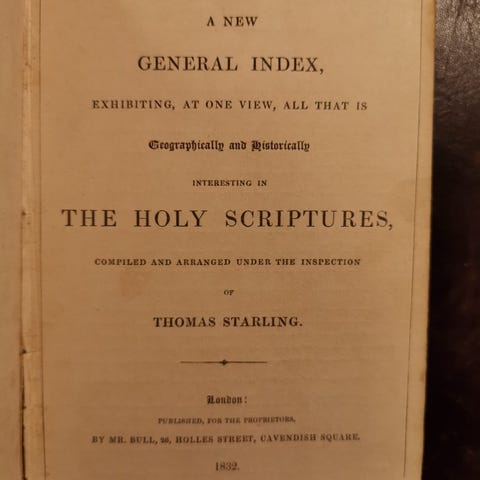 A NEW
GENERAL INDEX,
EXHIBITING, AT ONE VIEW, ALL THAT IS
Geographically and Historically
INTERESTING IN
THE HOLY SCRIPTURES,
COMPILED AND ARRANGED UNDER THE INSPECTION
OF
THOMAS STARLING.
London:
PUBLISHED, FOR THE PROPRIETORS,
BY MR. BULL, 26, HOLLES STREET, CAVENDISH SQUARE.
1832.